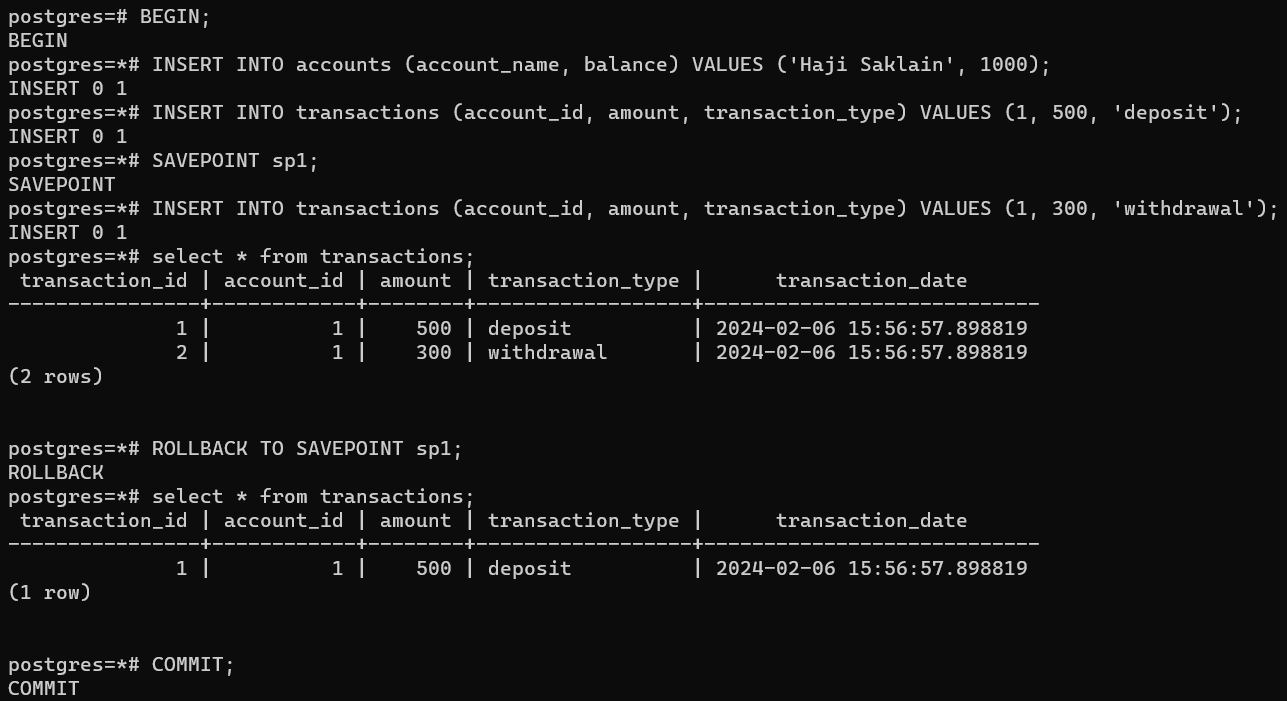 postgres=# BEGIN;
BEGIN
postgres=*# INSERT INTO accounts (account_name, balance) VALUES ('Haji Saklain', 1000);
INSERT 0 1
postgres=*# INSERT INTO transactions (account_id, amount, transaction_type) VALUES (1, 500, 'deposit');
INSERT 0 1
postgres=*# SAVEPOINT sp1;
SAVEPOINT
postgres=*# INSERT INTO transactions (account_id, amount, transaction_type) VALUES (1, 300, 'withdrawal');
INSERT 0 1
postgres=*# select * from transactions;
 transaction_id | account_id | amount | transaction_type |      transaction_date
----------------+------------+--------+------------------+----------------------------
              1 |          1 |    500 | deposit          | 2024-02-06 15:56:57.898819
              2 |          1 |    300 | withdrawal       | 2024-02-06 15:56:57.898819
(2 rows)
postgres=*# ROLLBACK TO SAVEPOINT sp1;
ROLLBACK
postgres=*# select * from transactions;
 transaction_id | account_id | amount | transaction_type |      transaction_date
----------------+------------+--------+------------------+----------------------------
              1 |          1 |    500 | deposit          | 2024-02-06 15:56:57.898819
(1 row)
postgres=*# COMMIT;
COMMIT